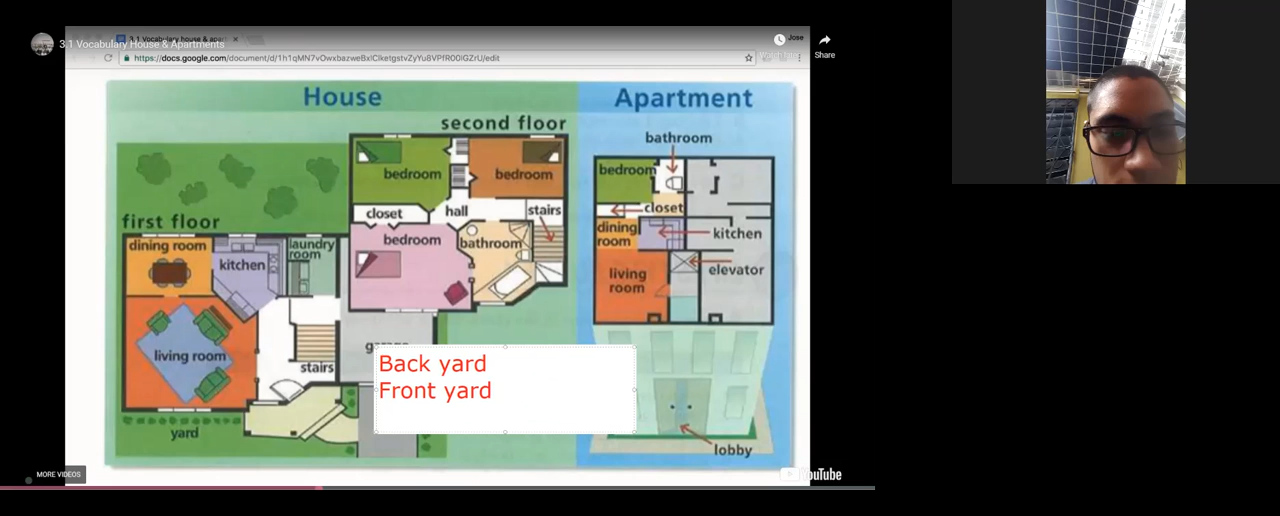 3.1 Vocabulary House & Apartments
Jose
Share
https://docs.google.com/document/d/1h1qMN7vOwxbazweBxlClketgstvZyYu8VPfR00iGZrU/edit
House
Apartment
second floor
bathroom
bedroom
bedroom
bedroom
closet
hall
stairs
closet
first floor
dining room
kitchen
laundry
room
bedroom
bathroom
dining
room
kitchen
living
room
elevator
living room
stairs
Back yard
Front yard
yard
lobby
MORE VIDEOS
YouTube